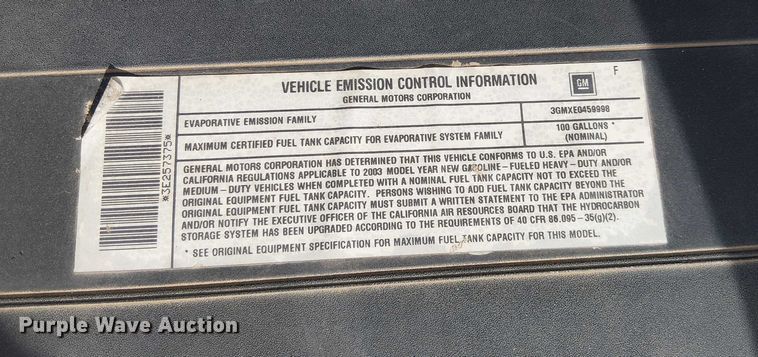 VEHICLE EMISSION CONTROL INFORMATION
GENERAL MOTORS CORPORATION
GM
F
EVAPORATIVE EMISSION FAMILY
3GMXE0459998
MAXIMUM CERTIFIED FUEL TANK CAPACITY FOR EVAPORATIVE SYSTEM FAMILY
100 GALLONS *
(NOMINAL)
*3E257375*
GENERAL MOTORS CORPORATION HAS DETERMINED THAT THIS VEHICLE CONFORMS TO U.S. EPA AND/OR
CALIFORNIA REGULATIONS APPLICABLE TO 2003 MODEL YEAR NEW GASOLINE – FUELED HEAVY – DUTY AND/OR
MEDIUM – DUTY VEHICLES WHEN COMPLETED WITH A NOMINAL FUEL TANK CAPACITY NOT TO EXCEED THE
ORIGINAL EQUIPMENT FUEL TANK CAPACITY. PERSONS WISHING TO ADD FUEL TANK CAPACITY BEYOND THE
ORIGINAL EQUIPMENT FUEL TANK CAPACITY MUST SUBMIT A WRITTEN STATEMENT TO THE EPA ADMINISTRATOR
AND/OR NOTIFY THE EXECUTIVE OFFICER OF THE CALIFORNIA AIR RESOURCES BOARD THAT THE HYDROCARBON
STORAGE SYSTEM HAS BEEN UPGRADED ACCORDING TO THE REQUIREMENTS OF 40 CFR 86.095 – 35(g)(2).
* SEE ORIGINAL EQUIPMENT SPECIFICATION FOR MAXIMUM FUEL TANK CAPACITY FOR THIS MODEL.
Purple Wave Auction